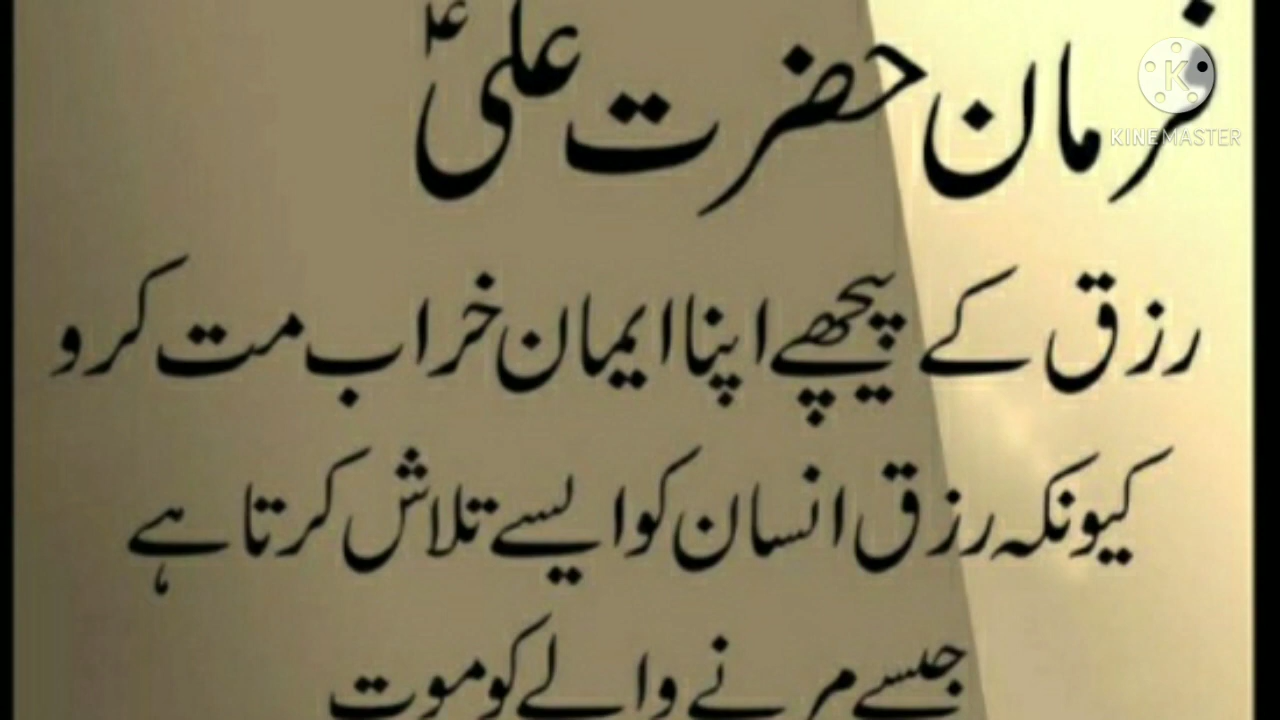 فرمان حضرت علیؑ
KINEMASTER
رزق کے پیچھے اپنا ایمان خراب مت کرو
کیونکہ رزق انسان کو ایسے تلاش کرتا ہے
جیسے مرنے والے کو موت